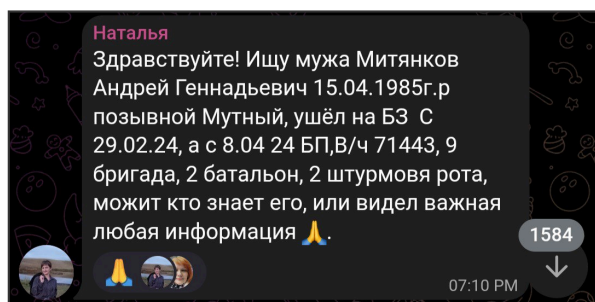 Наталья
Здравствуйте! Ищу мужа Митянков
Андрей Геннадьевич 15.04.1985г.р
позывной Мутный, ушёл на БЗ С
29.02.24, а с 8.04 24 БП,В/ч 71443, 9
бригада, 2 батальон, 2 штурмовя рота,
можит кто знает его, или видел важная
любая информация 🙏.
1584
🙏
07:10 PM